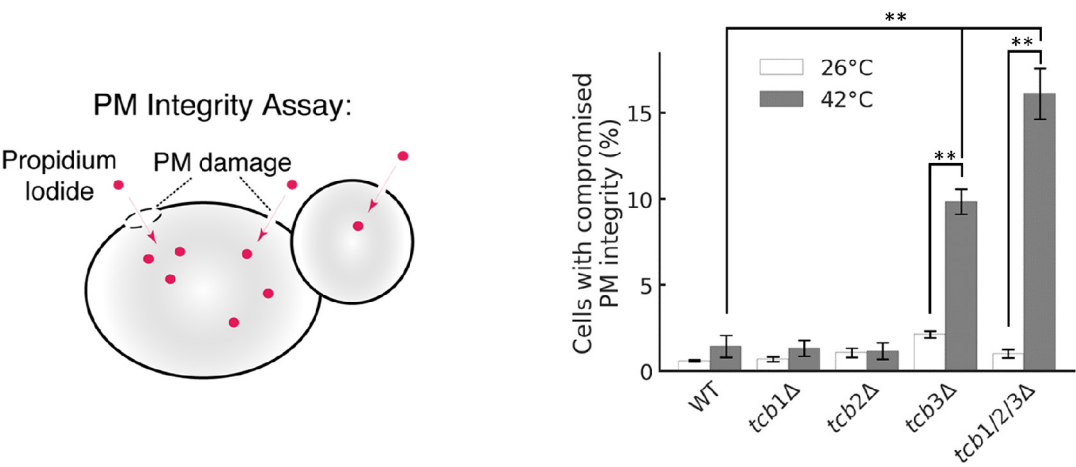 PM Integrity Assay:
Propidium
Iodide
PM damage
Cells with compromised
PM integrity (%)
**
**
**
26°C
42°C
15
10
5
0
WT
tcb1Δ
tcb2Δ
tcb3Δ
tcb1/2/3Δ